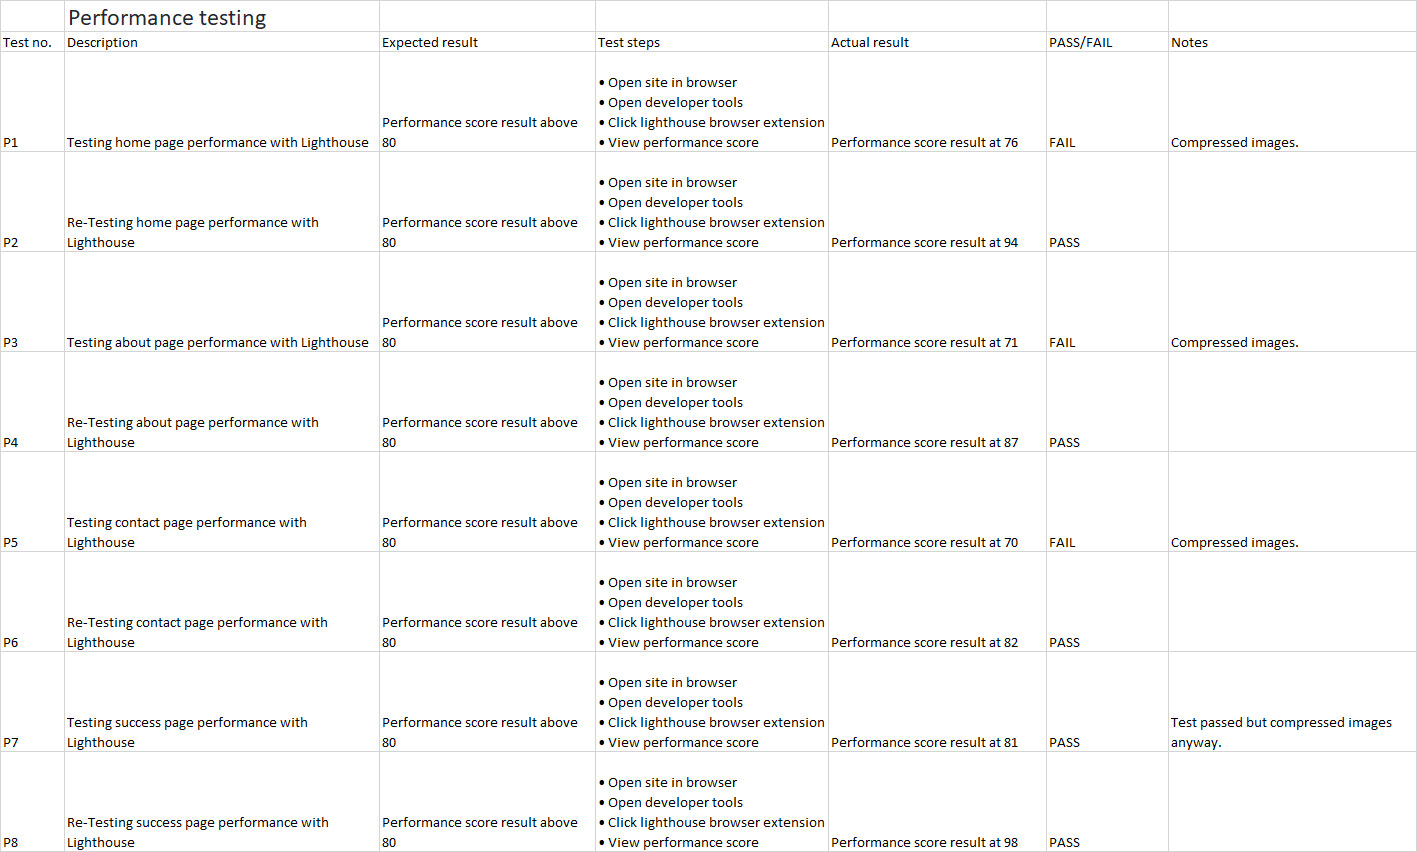 Performance testing
Test no. Description Expected result Test steps Actual result PASS/FAIL Notes
• Open site in browser
• Open developer tools
Performance score result above • Click lighthouse browser extension
P1 Testing home page performance with Lighthouse 80 • View performance score Performance score result at 76 FAIL Compressed images.
• Open site in browser
• Open developer tools
Re-Testing home page performance with Performance score result above • Click lighthouse browser extension
P2 Lighthouse 80 • View performance score Performance score result at 94 PASS
• Open site in browser
• Open developer tools
Performance score result above • Click lighthouse browser extension
P3 Testing about page performance with Lighthouse 80 • View performance score Performance score result at 71 FAIL Compressed images.
• Open site in browser
• Open developer tools
Re-Testing about page performance with Performance score result above • Click lighthouse browser extension
P4 Lighthouse 80 • View performance score Performance score result at 87 PASS
• Open site in browser
• Open developer tools
Testing contact page performance with Performance score result above • Click lighthouse browser extension
P5 Lighthouse 80 • View performance score Performance score result at 70 FAIL Compressed images.
• Open site in browser
• Open developer tools
Re-Testing contact page performance with Performance score result above • Click lighthouse browser extension
P6 Lighthouse 80 • View performance score Performance score result at 82 PASS
• Open site in browser
• Open developer tools
Testing success page performance with Performance score result above • Click lighthouse browser extension Test passed but compressed images
P7 Lighthouse 80 • View performance score Performance score result at 81 PASS anyway.
• Open site in browser
• Open developer tools
Re-Testing success page performance with Performance score result above • Click lighthouse browser extension
P8 Lighthouse 80 • View performance score Performance score result at 98 PASS